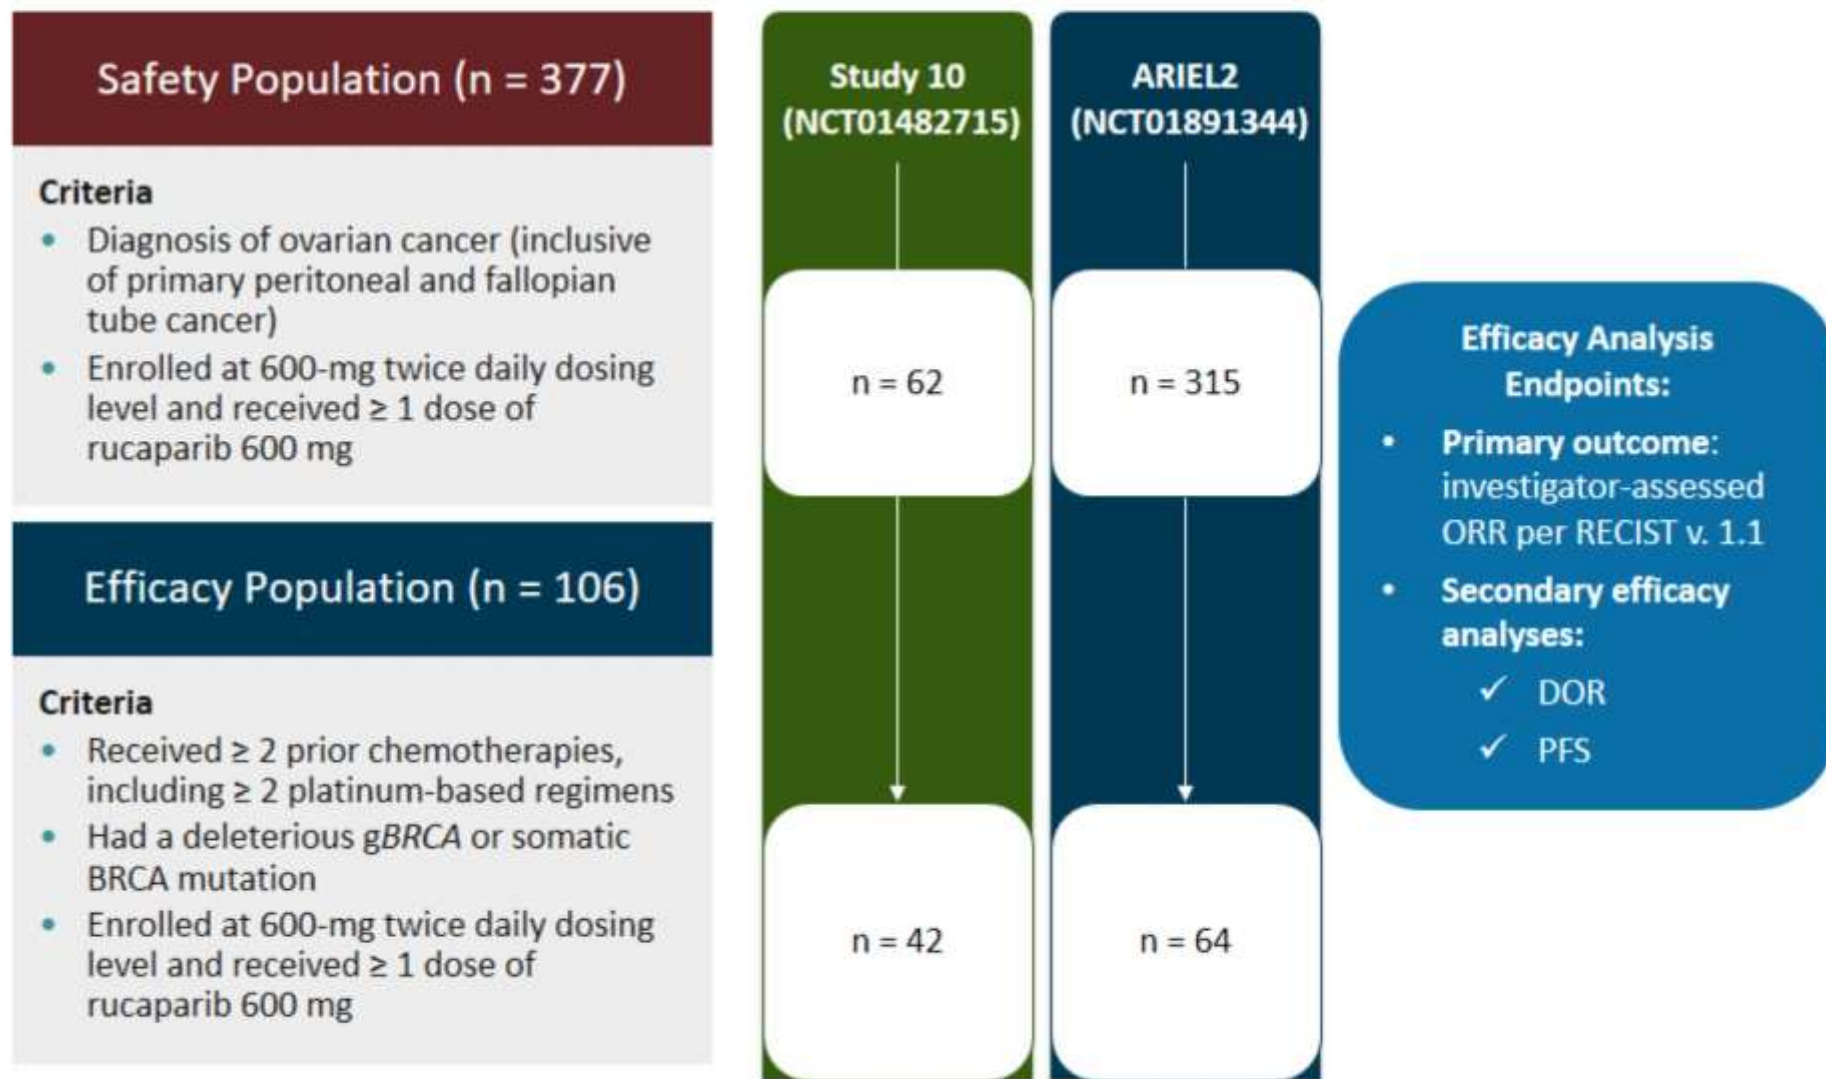 Safety Population (n = 377)
Criteria
• Diagnosis of ovarian cancer (inclusive
of primary peritoneal and fallopian
tube cancer)
• Enrolled at 600-mg twice daily dosing
level and received ≥ 1 dose of
rucaparib 600 mg
Efficacy Population (n = 106)
Criteria
• Received ≥ 2 prior chemotherapies,
including ≥ 2 platinum-based regimens
• Had a deleterious gBRCA or somatic
BRCA mutation
• Enrolled at 600-mg twice daily dosing
level and received ≥ 1 dose of
rucaparib 600 mg
Study 10
(NCT01482715)
n = 62
n = 42
ARIEL2
(NCT01891344)
n = 315
n = 64
Efficacy Analysis
Endpoints:
• Primary outcome:
investigator-assessed
ORR per RECIST v. 1.1
• Secondary efficacy
analyses:
✓ DOR
✓ PFS